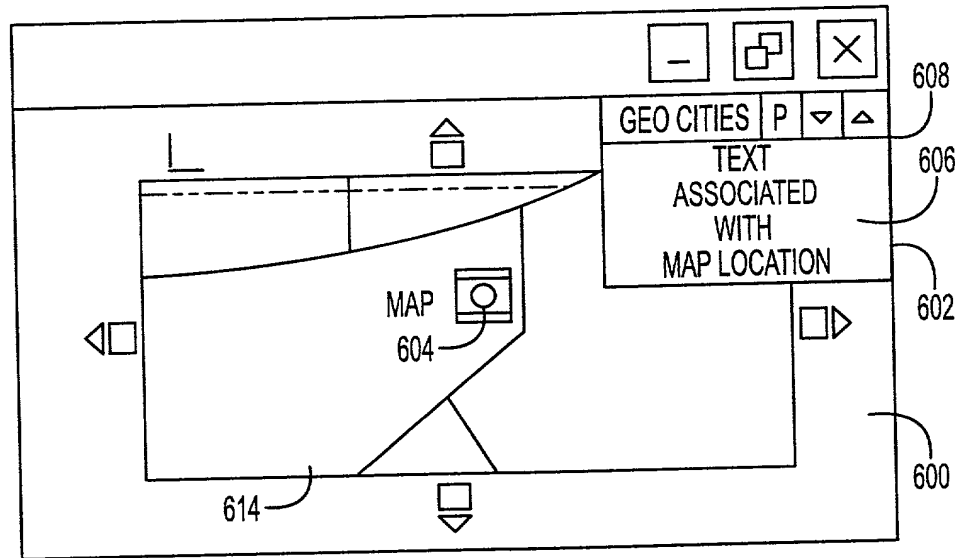 608
GEO CITIES P
TEXT
ASSOCIATED
WITH
MAP LOCATION
606
602
MAP
604
600
614